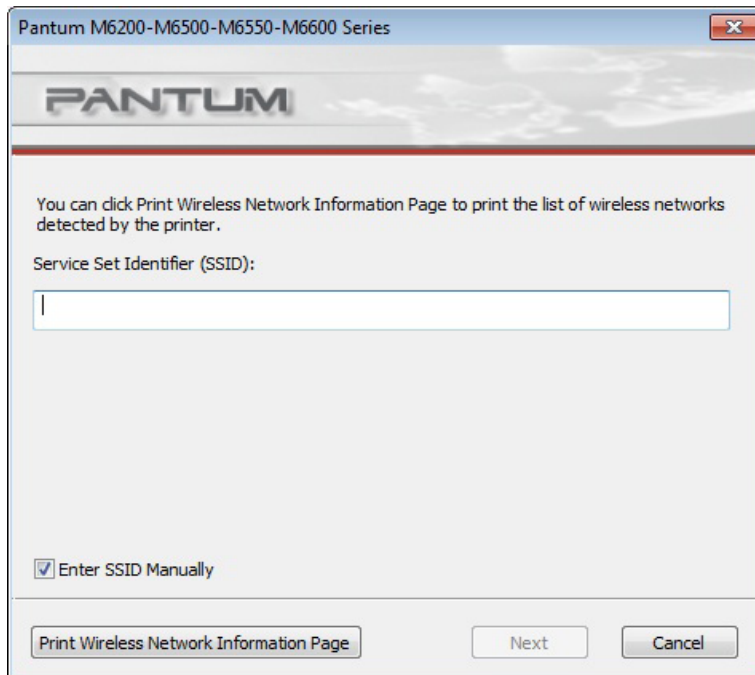 Pantum M6200-M6500-M6550-M6600 Series
PANTUM
You can click Print Wireless Network Information Page to print the list of wireless networks
detected by the printer.
Service Set Identifier (SSID):
Enter SSID Manually
Print Wireless Network Information Page Next Cancel